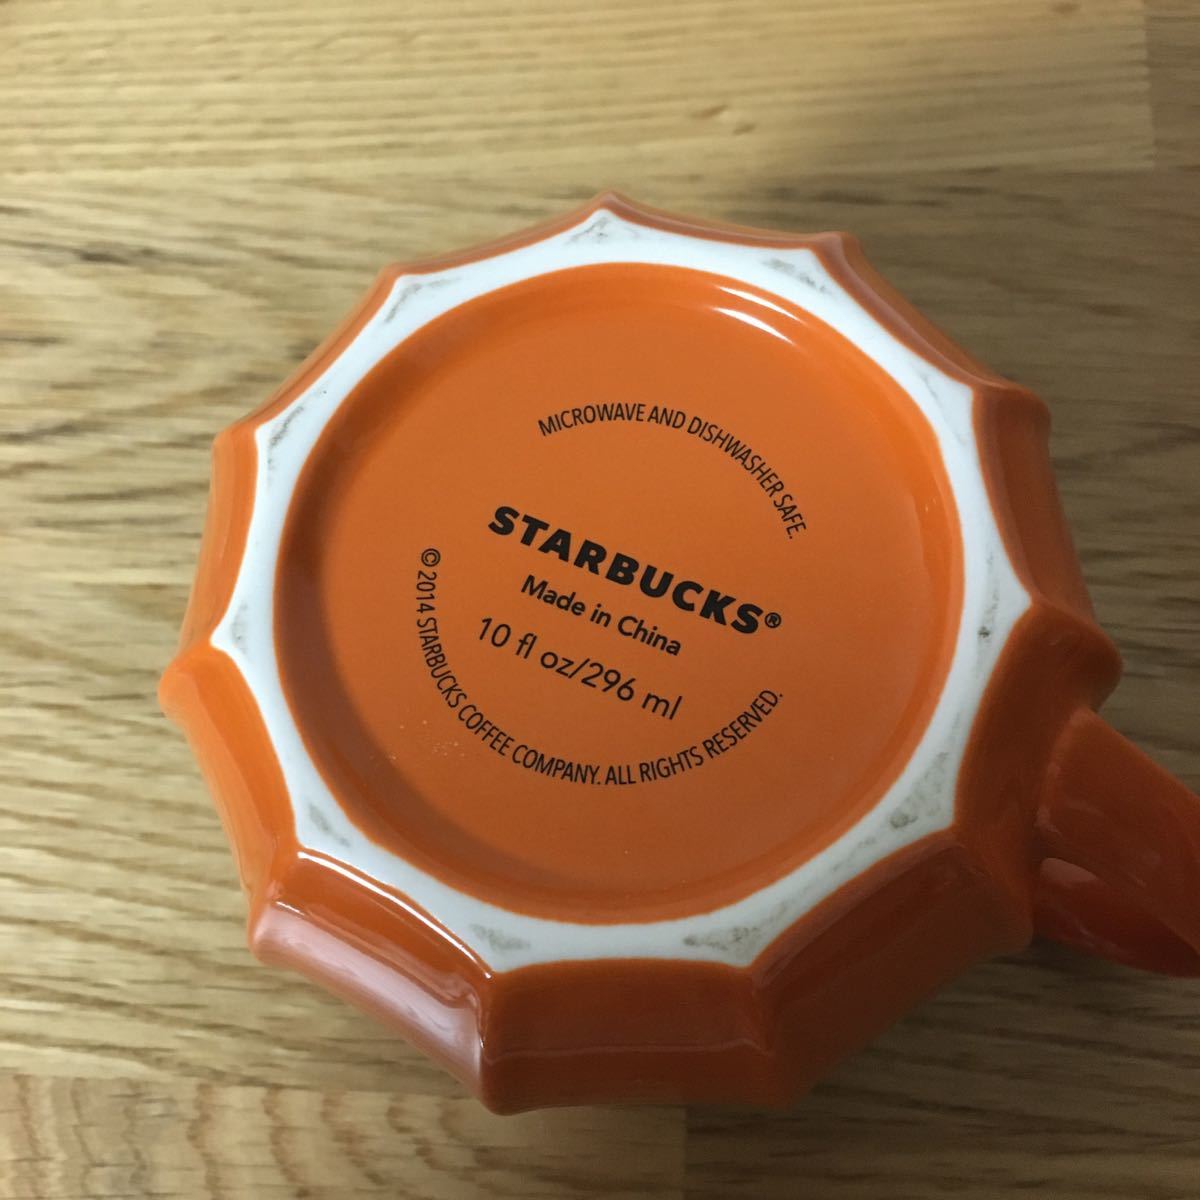 MICROWAVE AND DISHWASHER SAFE.
STARBUCKS®
Made in China
10 fl oz/296 ml
© 2014 STARBUCKS COFFEE COMPANY. ALL RIGHTS RESERVED.